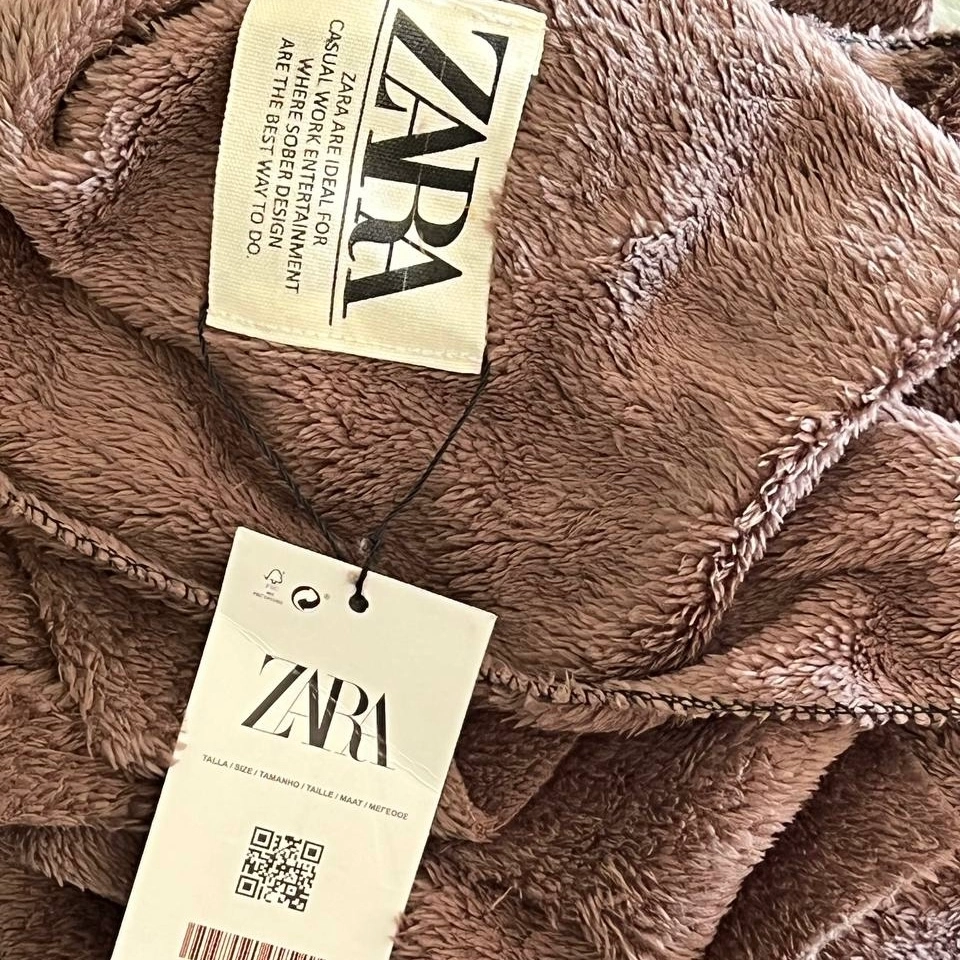 ZARA
ZARA ARE IDEAL FOR
CASUAL WORK ENTERTAINMENT
WHERE SOBER DESIGN
ARE THE BEST WAY TO DO.
FSC
®
ZARA
TALLA / SIZE / TAMANHO / TAILLE / MAAT / ΜΕΓΕΘΟΣ